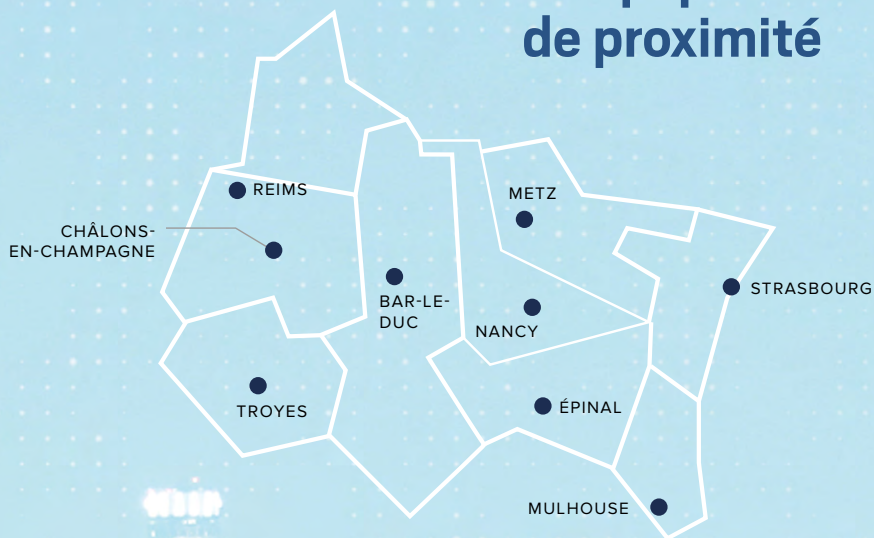 de proximité
REIMS
METZ
CHÂLONS-
EN-CHAMPAGNE
STRASBOURG
BAR-LE-
DUC
NANCY
TROYES
ÉPINAL
MULHOUSE